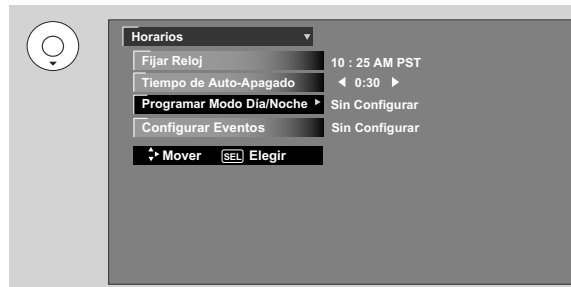 Horarios
Fijar Reloj 10 : 25 AM PST
Tiempo de Auto-Apagado 0:30
Programar Modo Día/Noche Sin Configurar
Configurar Eventos Sin Configurar
Mover SEL Elegir